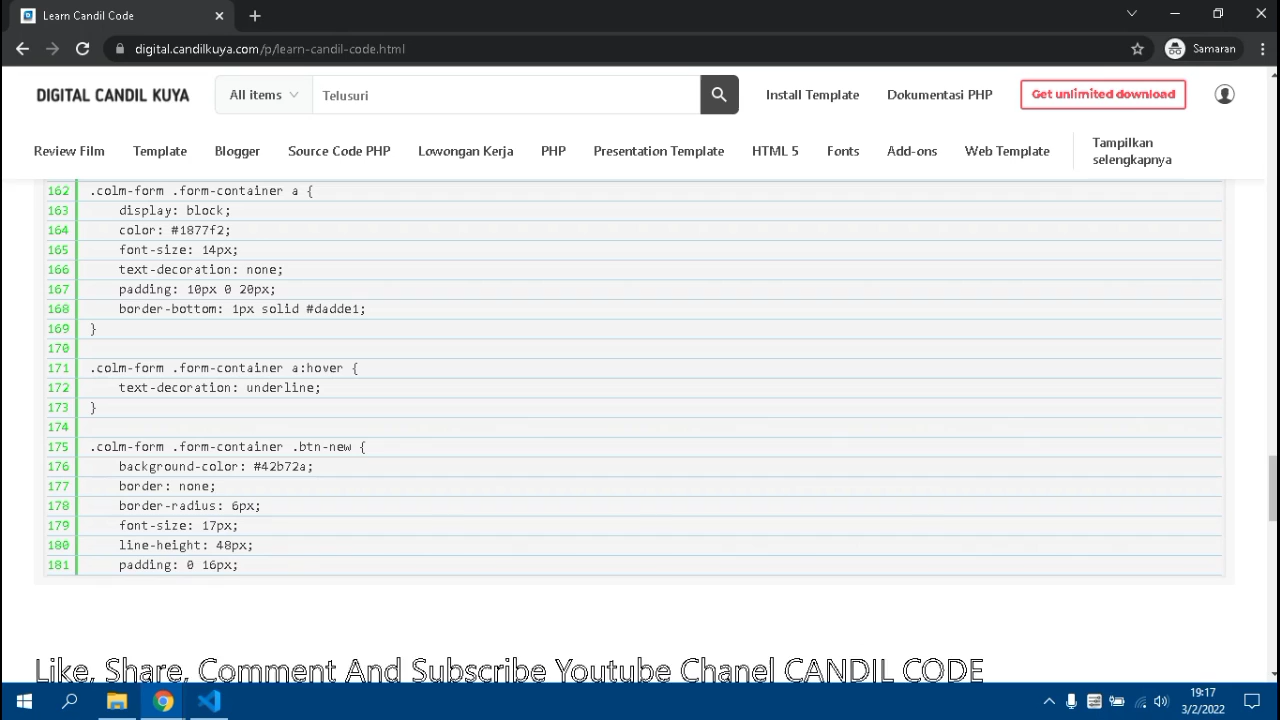 Learn Candil Code
digital.candilkuya.com/p/learn-candil-code.html
Samaran
DIGITAL CANDIL KUYA
All items
Telusuri
Install Template
Dokumentasi PHP
Get unlimited download
Review Film
Template
Blogger
Source Code PHP
Lowongan Kerja
PHP
Presentation Template
HTML 5
Fonts
Add-ons
Web Template
Tampilkan
selengkapnya
162 .colm-form .form-container a {
163 display: block;
164 color: #1877f2;
165 font-size: 14px;
166 text-decoration: none;
167 padding: 10px 0 20px;
168 border-bottom: 1px solid #dadde1;
169 }
170
171 .colm-form .form-container a:hover {
172 text-decoration: underline;
173 }
174
175 .colm-form .form-container .btn-new {
176 background-color: #42b72a;
177 border: none;
178 border-radius: 6px;
179 font-size: 17px;
180 line-height: 48px;
181 padding: 0 16px;
Like, Share, Comment And Subscribe Youtube Chanel CANDIL CODE
19:17
3/2/2022